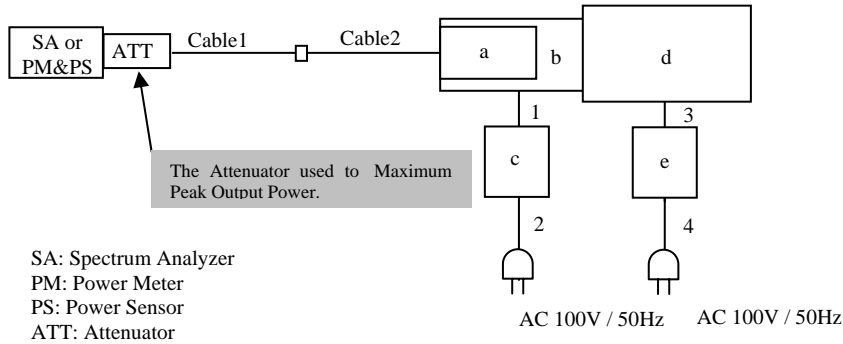 SA or
PM&PS
ATT
Cable1
Cable2
a
b
d
1
3
c
e
The Attenuator used to Maximum
Peak Output Power.
2
4
SA: Spectrum Analyzer
PM: Power Meter
PS: Power Sensor
ATT: Attenuator
AC 100V / 50Hz
AC 100V / 50Hz